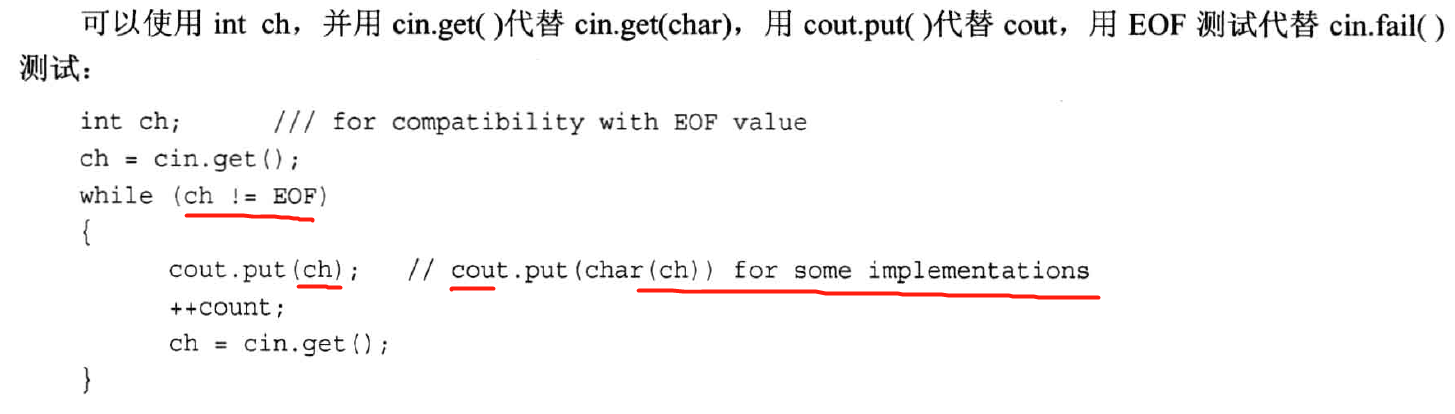 可以使用 int ch，并用 cin.get( )代替 cin.get(char)，用 cout.put( )代替 cout，用 EOF 测试代替 cin.fail( )
测试：
int ch;     /// for compatibility with EOF value
ch = cin.get();
while (ch != EOF)
{
cout.put(ch);   // cout.put(char(ch)) for some implementations
++count;
ch = cin.get();
}